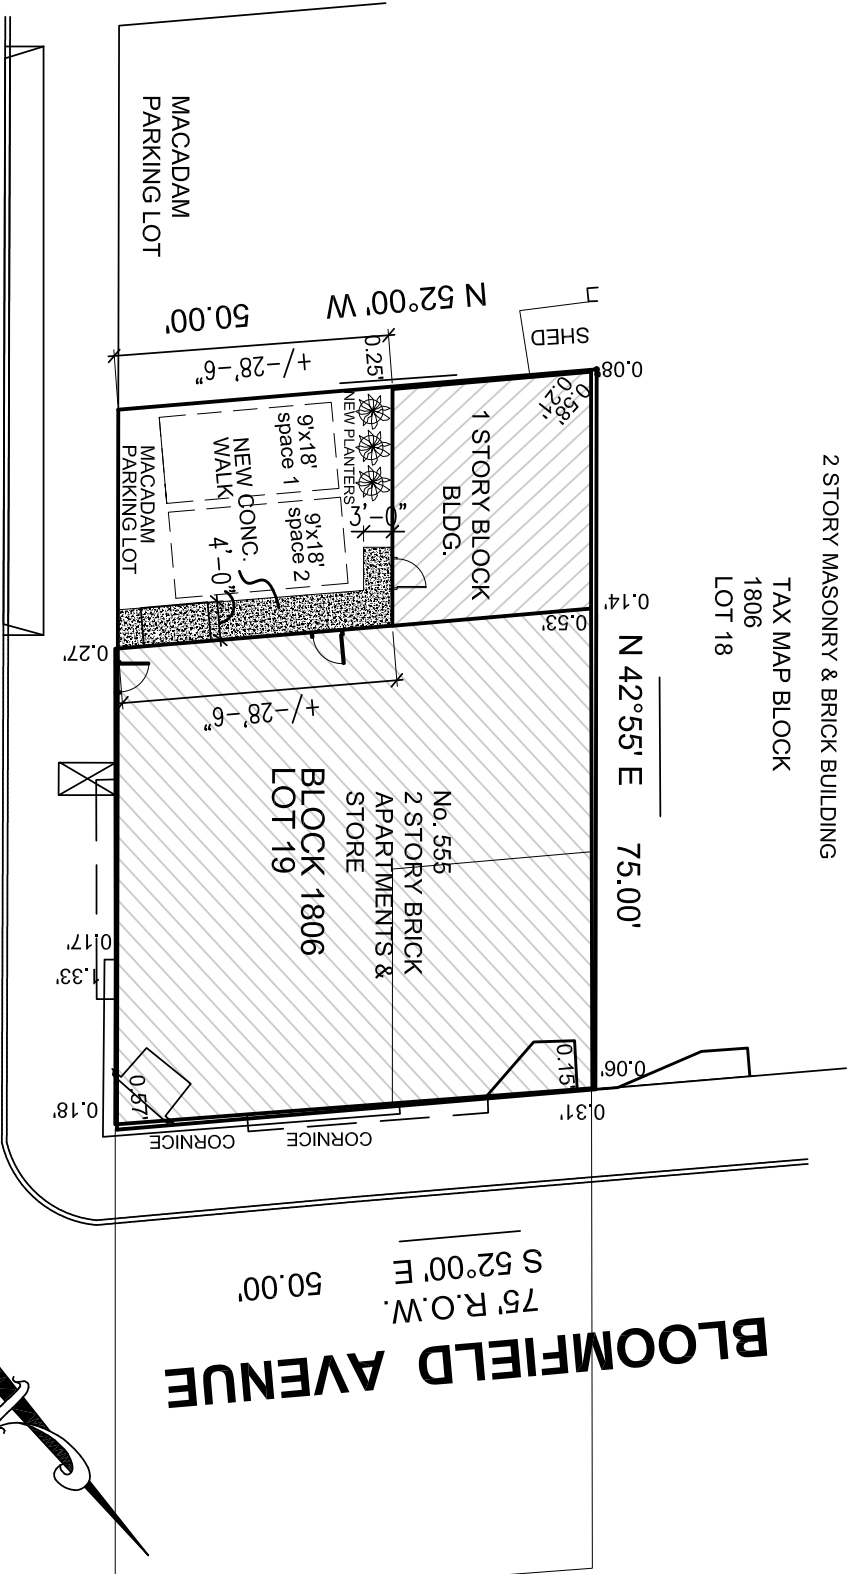 2 STORY MASONRY & BRICK BUILDING
TAX MAP BLOCK
1806
LOT 18
N 42°55' E 75.00'
MACADAM
PARKING LOT
N 52°00' W 50.00'
SHED
+/-28'-6"
0.25'
0.08'
0.58'
0.27'
1 STORY BLOCK
BLDG.
NEW PLANTERS
9'x18'
space 1
9'x18'
space 2
NEW CONC.
WALK
4'-0"
3'-0"
MACADAM
PARKING LOT
0.14'
0.53'
0.27'
+/-28'-6"
No. 555
2 STORY BRICK
APARTMENTS &
STORE
BLOCK 1806
LOT 19
0.17'
1.33'
0.18'
0.57'
0.15'
0.06'
0.31'
CORNICE
CORNICE
S 52°00' E 50.00'
75' R.O.W.
BLOOMFIELD AVENUE